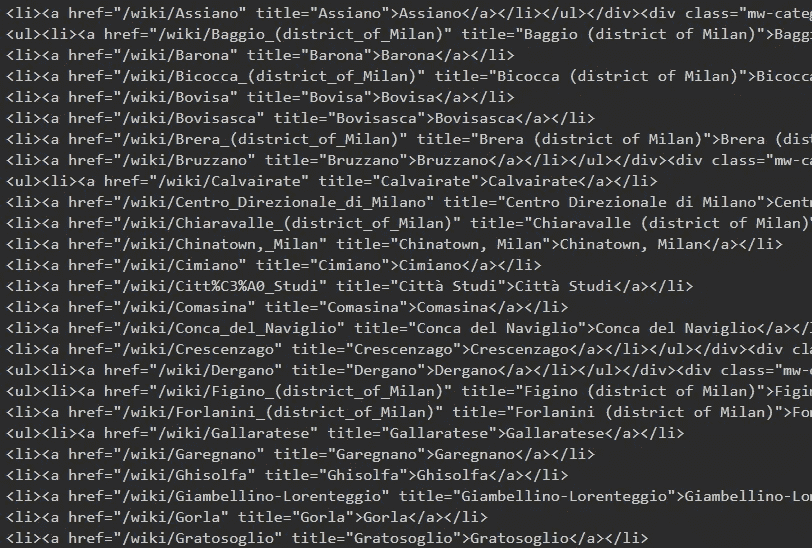 <li><a href="/wiki/Assiano" title="Assiano">Assiano</a></li></ul></div><div class="mw-categ
<ul><li><a href="/wiki/Baggio_(district_of_Milan)" title="Baggio (district of Milan)">Baggi
<li><a href="/wiki/Barona" title="Barona">Barona</a></li>
<li><a href="/wiki/Bicocca_(district_of_Milan)" title="Bicocca (district of Milan)">Bicocca
<li><a href="/wiki/Bovisa" title="Bovisa">Bovisa</a></li>
<li><a href="/wiki/Bovisasca" title="Bovisasca">Bovisasca</a></li>
<li><a href="/wiki/Brera_(district_of_Milan)" title="Brera (district of Milan)">Brera (dist
<li><a href="/wiki/Bruzzano" title="Bruzzano">Bruzzano</a></li></ul></div><div class="mw-ca
<ul><li><a href="/wiki/Calvairate" title="Calvairate">Calvairate</a></li>
<li><a href="/wiki/Centro_Direzionale_di_Milano" title="Centro Direzionale di Milano">Centr
<li><a href="/wiki/Chiaravalle_(district_of_Milan)" title="Chiaravalle (district of Milan)"
<li><a href="/wiki/Chinatown,_Milan" title="Chinatown, Milan">Chinatown, Milan</a></li>
<li><a href="/wiki/Cimiano" title="Cimiano">Cimiano</a></li>
<li><a href="/wiki/Citt%C3%A0_Studi" title="Città Studi">Città Studi</a></li>
<li><a href="/wiki/Comasina" title="Comasina">Comasina</a></li>
<li><a href="/wiki/Conca_del_Naviglio" title="Conca del Naviglio">Conca del Naviglio</a></l
<li><a href="/wiki/Crescenzago" title="Crescenzago">Crescenzago</a></li></ul></div><div cla
<ul><li><a href="/wiki/Dergano" title="Dergano">Dergano</a></li></ul></div><div class="mw-c
<ul><li><a href="/wiki/Figino_(district_of_Milan)" title="Figino (district of Milan)">Figin
<li><a href="/wiki/Forlanini_(district_of_Milan)" title="Forlanini (district of Milan)">For
<ul><li><a href="/wiki/Gallaratese" title="Gallaratese">Gallaratese</a></li>
<li><a href="/wiki/Garegnano" title="Garegnano">Garegnano</a></li>
<li><a href="/wiki/Ghisolfa" title="Ghisolfa">Ghisolfa</a></li>
<li><a href="/wiki/Giambellino-Lorenteggio" title="Giambellino-Lorenteggio">Giambellino-Lor
<li><a href="/wiki/Gorla" title="Gorla">Gorla</a></li>
<li><a href="/wiki/Gratosoglio" title="Gratosoglio">Gratosoglio</a></li>